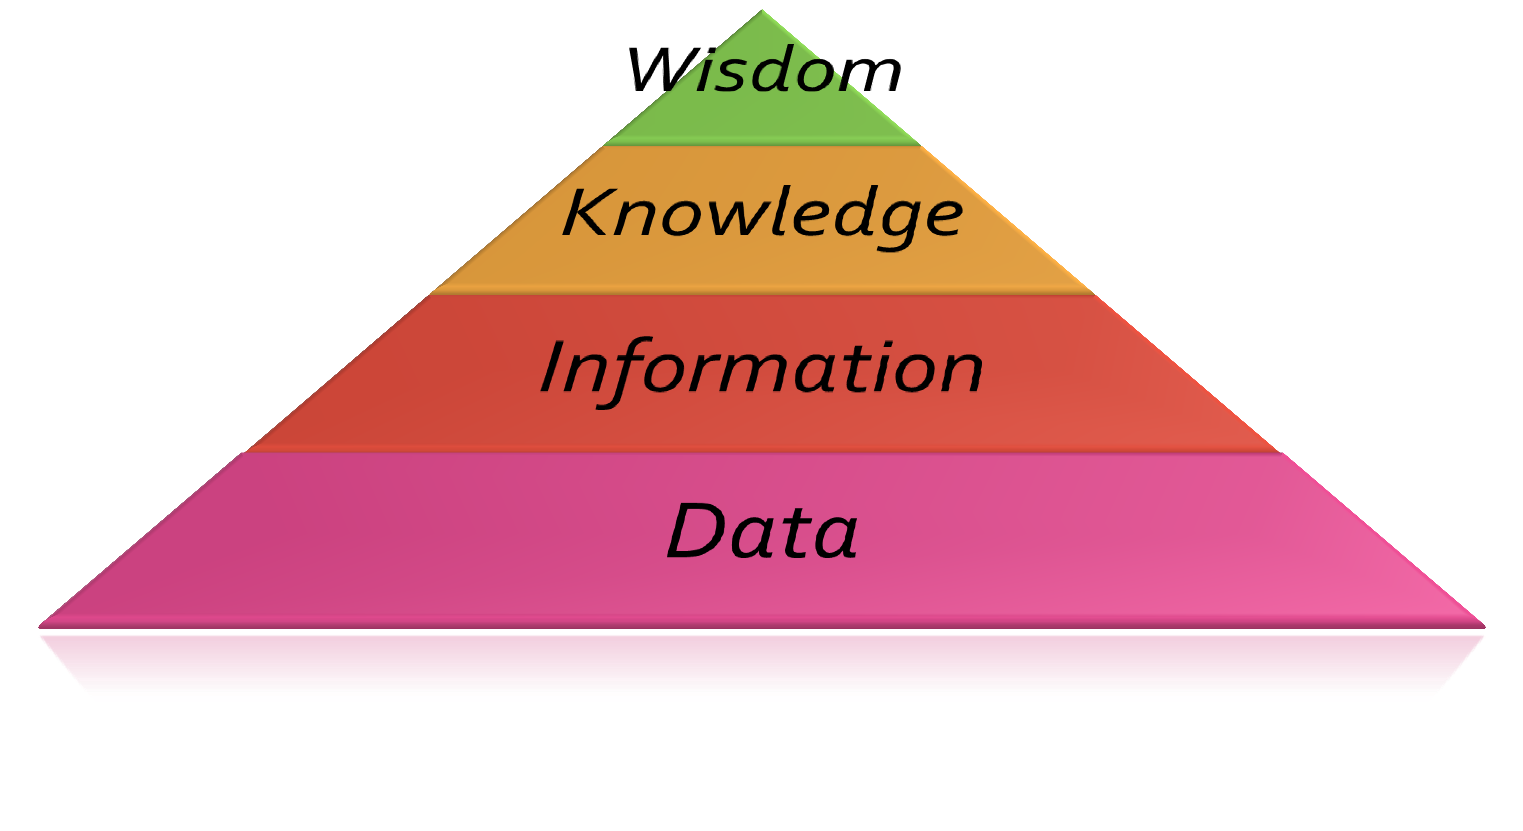 Wisdom
Knowledge
Information
Data